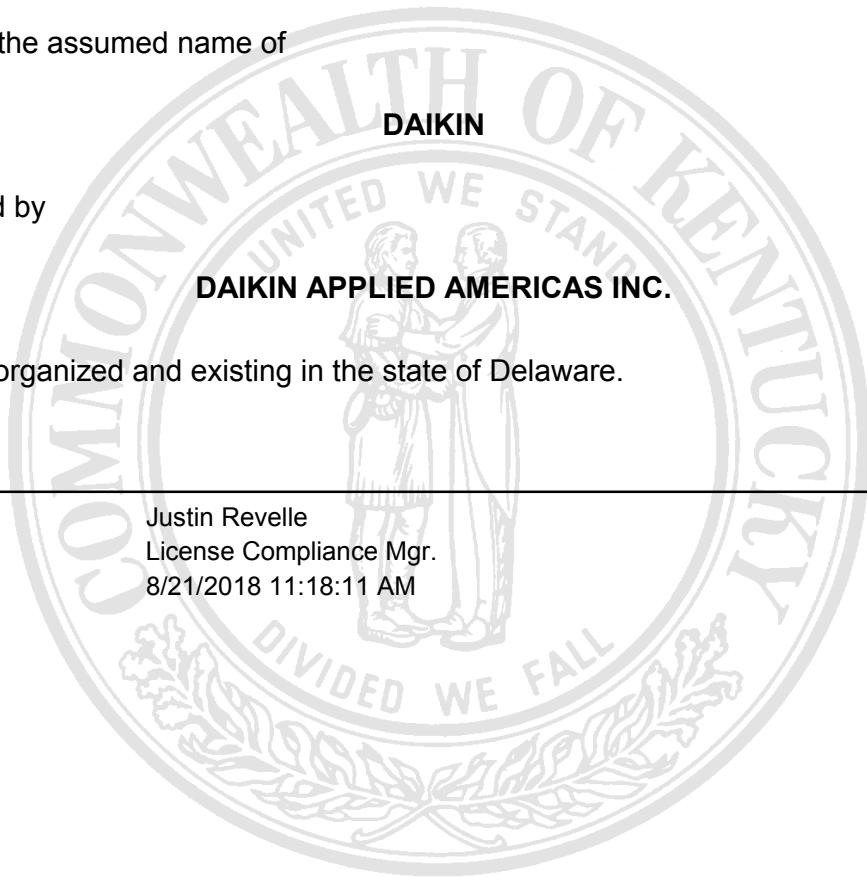 the assumed name of
DAIKIN
d by
DAIKIN APPLIED AMERICAS INC.
organized and existing in the state of Delaware.
Justin Revelle
License Compliance Mgr.
8/21/2018 11:18:11 AM
COMMONWEALTH OF KENTUCKY
UNITED WE STAND
DIVIDED WE FALL